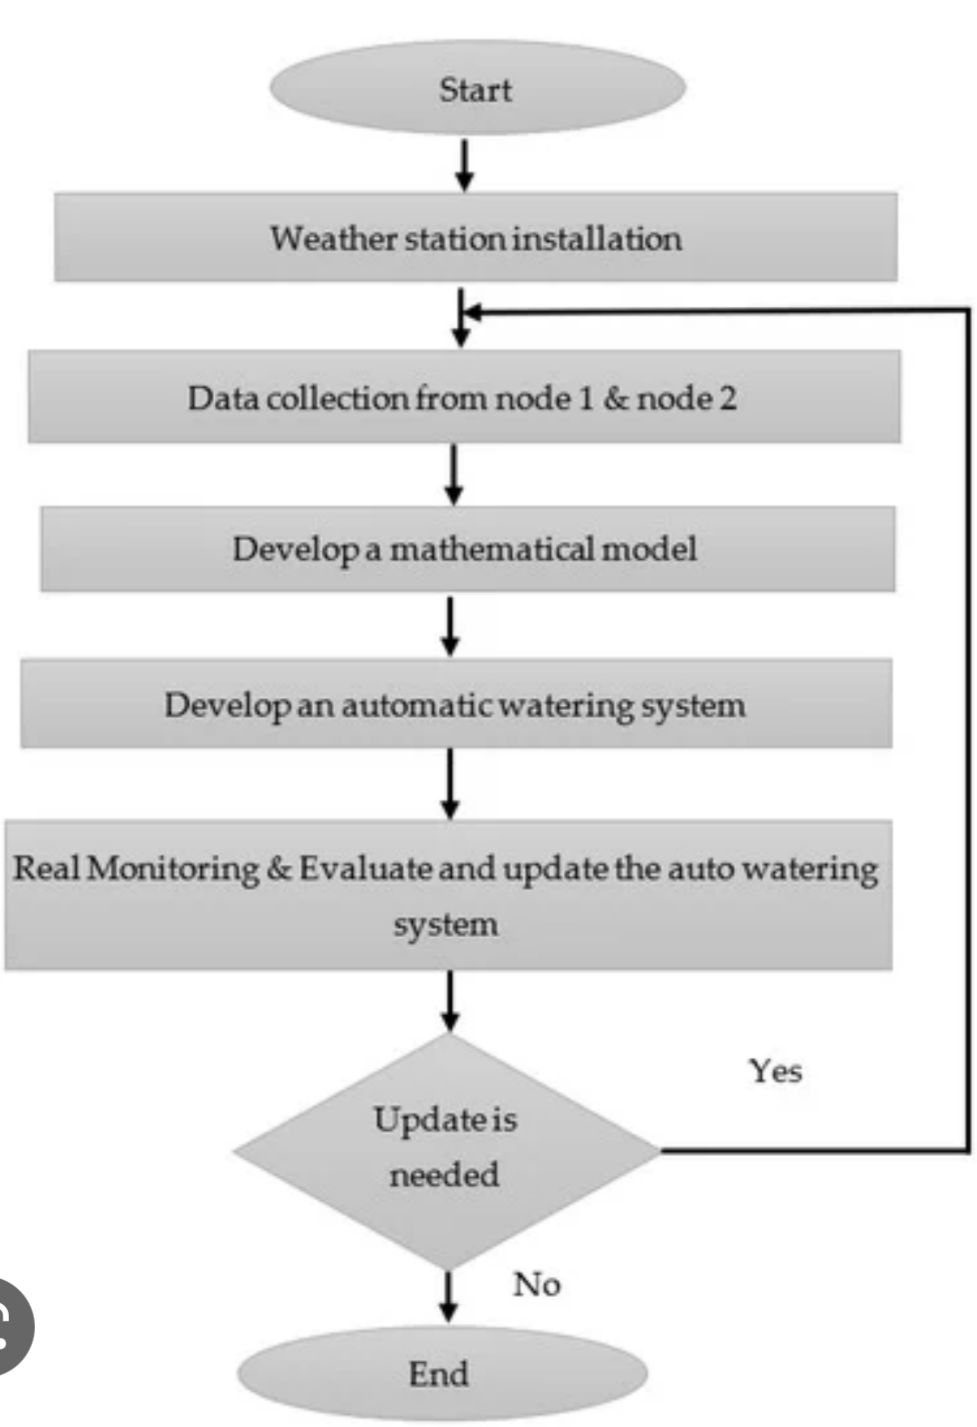 Start
Weather station installation
Data collection from node 1 & node 2
Develop a mathematical model
Develop an automatic watering system
Real Monitoring & Evaluate and update the auto watering
system
Update is
needed
Yes
No
End